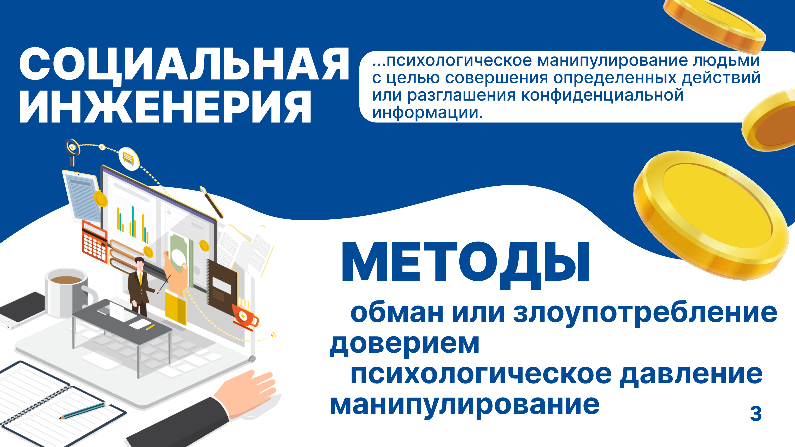 СОЦИАЛЬНАЯ
ИНЖЕНЕРИЯ
...психологическое манипулирование людьми
с целью совершения определенных действий
или разглашения конфиденциальной
информации.
МЕТОДЫ
обман или злоупотребление
доверием
психологическое давление
манипулирование
3